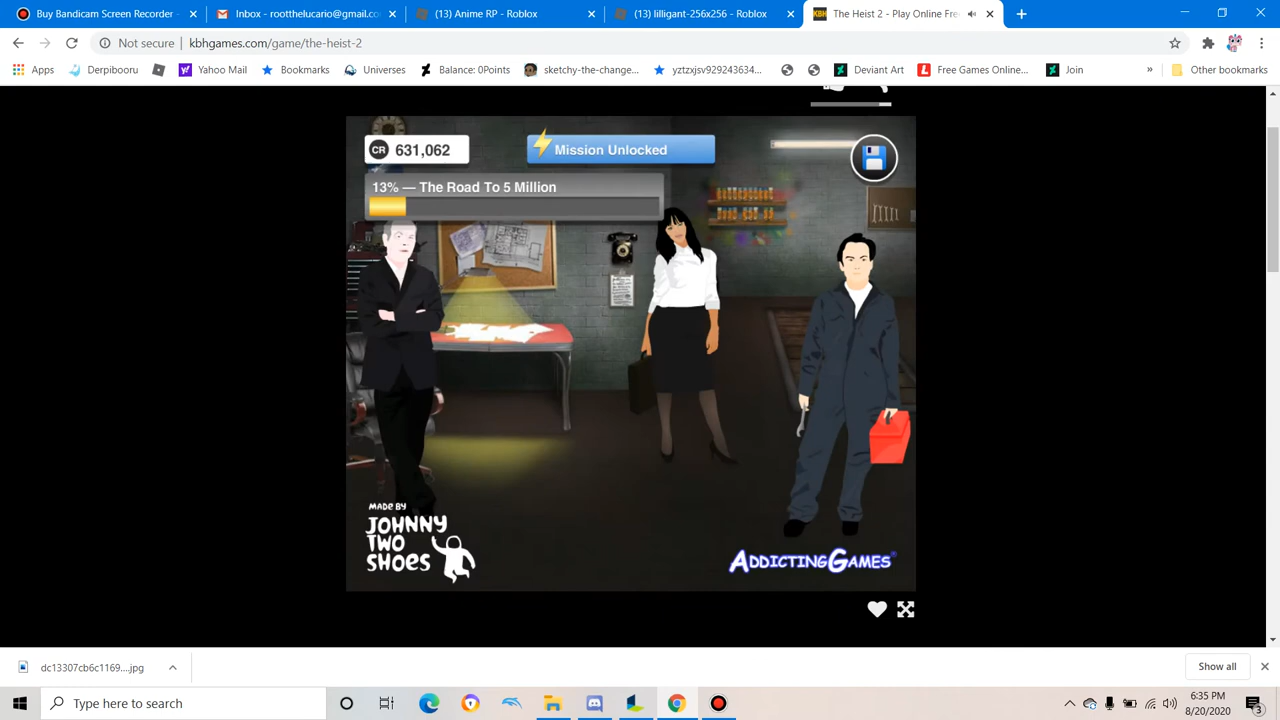 Buy Bandicam Screen Recorder
Inbox - rootthelucario@gmail.co
(13) Anime RP - Roblox
(13) lilligant-256x256 - Roblox
The Heist 2 - Play Online Fre
Not secure | kbhgames.com/game/the-heist-2
Apps
Derpibooru
Yahoo Mail
Bookmarks
Universes
Balance: 0Points
sketchy-the-change...
yztzxjsv929243634...
Deviant Art
Free Games Online...
Join
»
Other bookmarks
CR 631,062
Mission Unlocked
13% — The Road To 5 Million
MADE BY
JOHNNY
TWO
SHOES
ADDICTINGGAMES®
dc13307cb6c1169....jpg
Show all
Type here to search
6:35 PM
8/20/2020
3